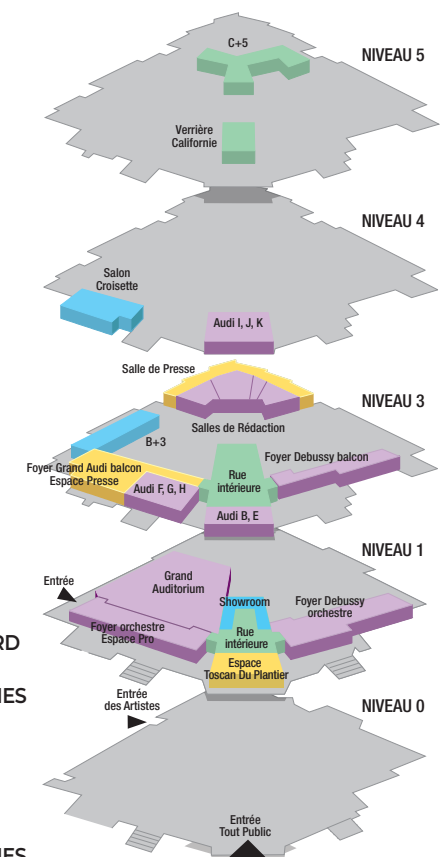 C+5
NIVEAU 5
Verrière
Californie
NIVEAU 4
Salon
Croisette
Audi I, J, K
Salle de Presse
NIVEAU 3
Salles de Rédaction
B+3
Foyer Debussy balcon
Foyer Grand Audi balcon
Espace Presse
Rue
intérieure
Audi F, G, H
Audi B, E
NIVEAU 1
Entrée
Grand
Auditorium
Showroom
Foyer Debussy
orchestre
Foyer orchestre
Espace Pro
Rue
intérieure
RD
Espace
Toscan Du Plantier
IES
Entrée
des Artistes
NIVEAU 0
Entrée
Tout Public
IES